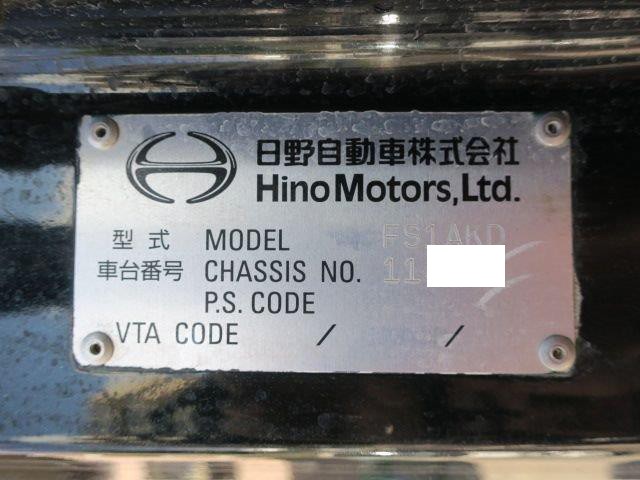 日野自動車株式会社
Hino Motors, Ltd.
型式 MODEL FS1AKD
車台番号 CHASSIS NO. 11
P.S. CODE
VTA CODE / /